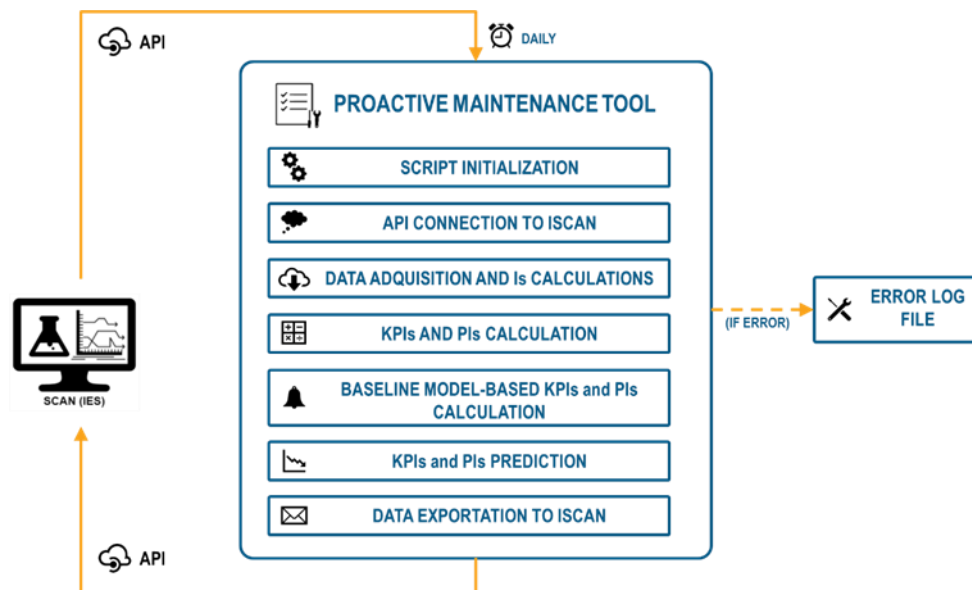 API
DAILY
PROACTIVE MAINTENANCE TOOL
SCRIPT INITIALIZATION
API CONNECTION TO ISCAN
DATA ADQUISITION AND Is CALCULATIONS
KPIs AND PIs CALCULATION
BASELINE MODEL-BASED KPIs and PIs
CALCULATION
KPIs and PIs PREDICTION
DATA EXPORTATION TO ISCAN
(IF ERROR)
ERROR LOG
FILE
SCAN (IES)
API